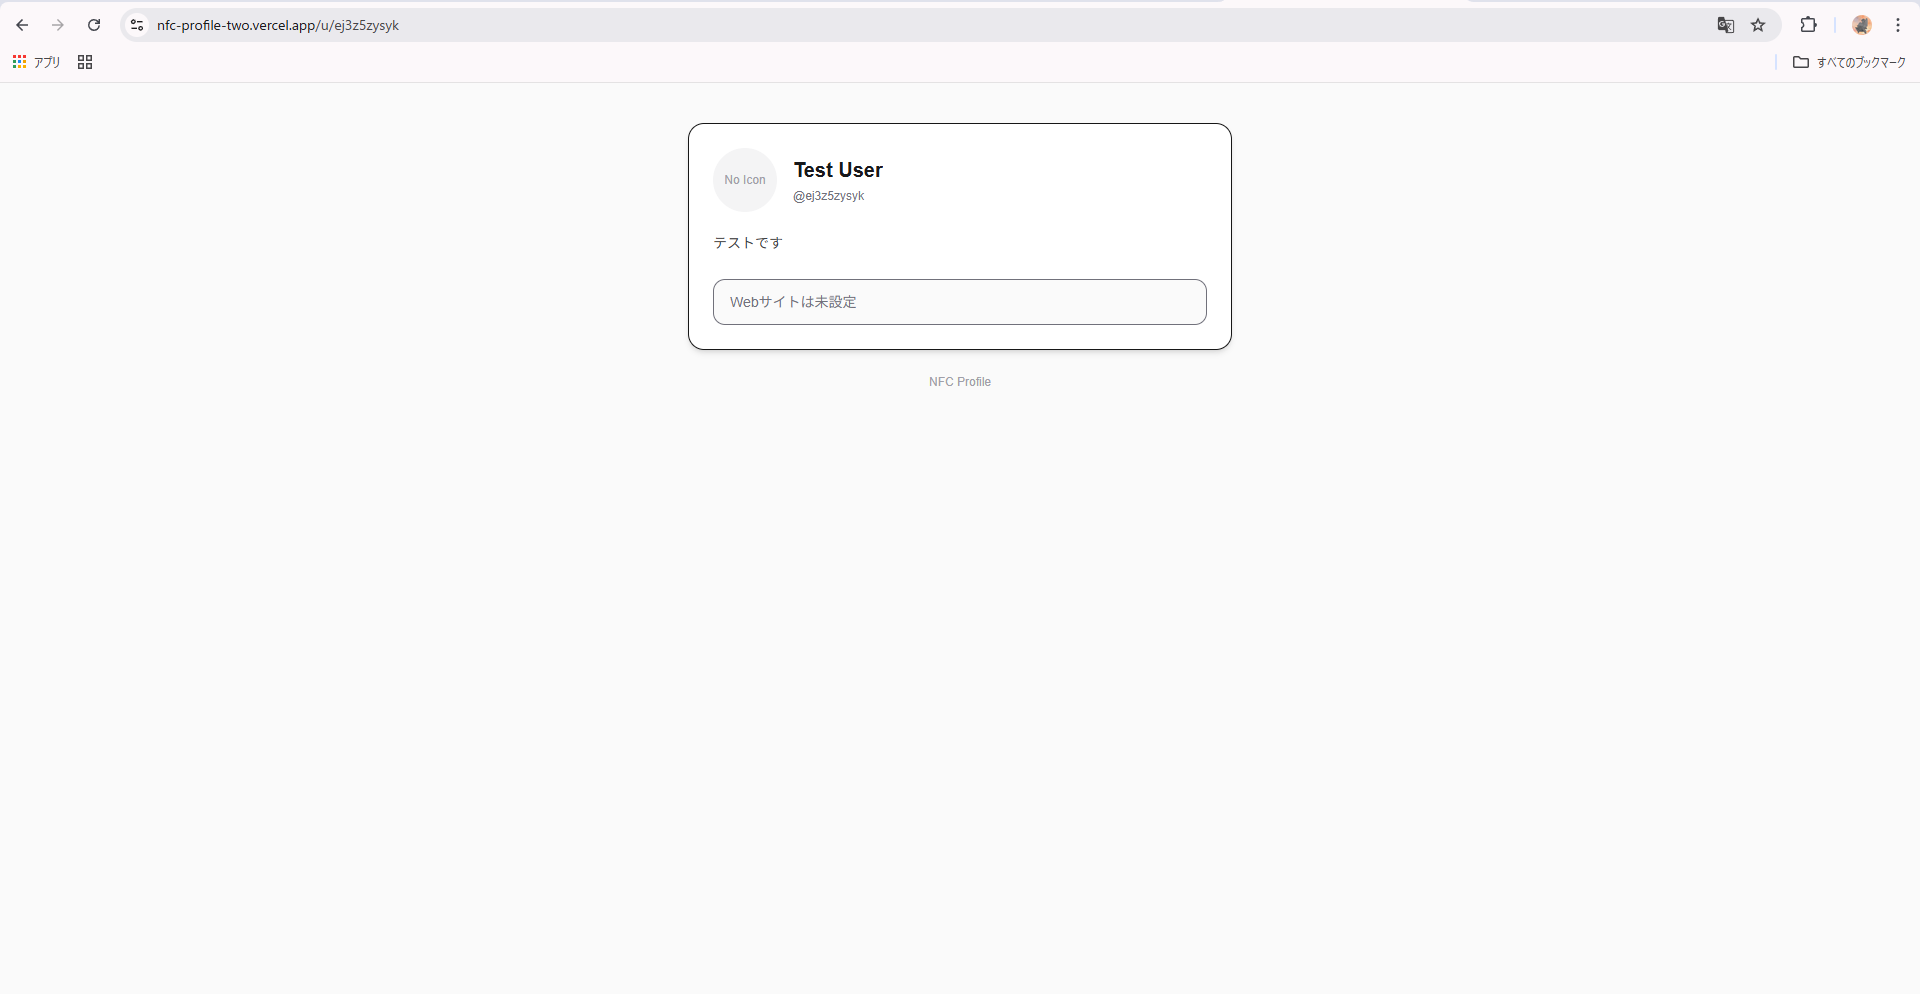 nfc-profile-two.vercel.app/u/ej3z5zysyk
アプリ
すべてのブックマーク
No Icon
Test User
@ej3z5zysyk
テストです
Webサイトは未設定
NFC Profile